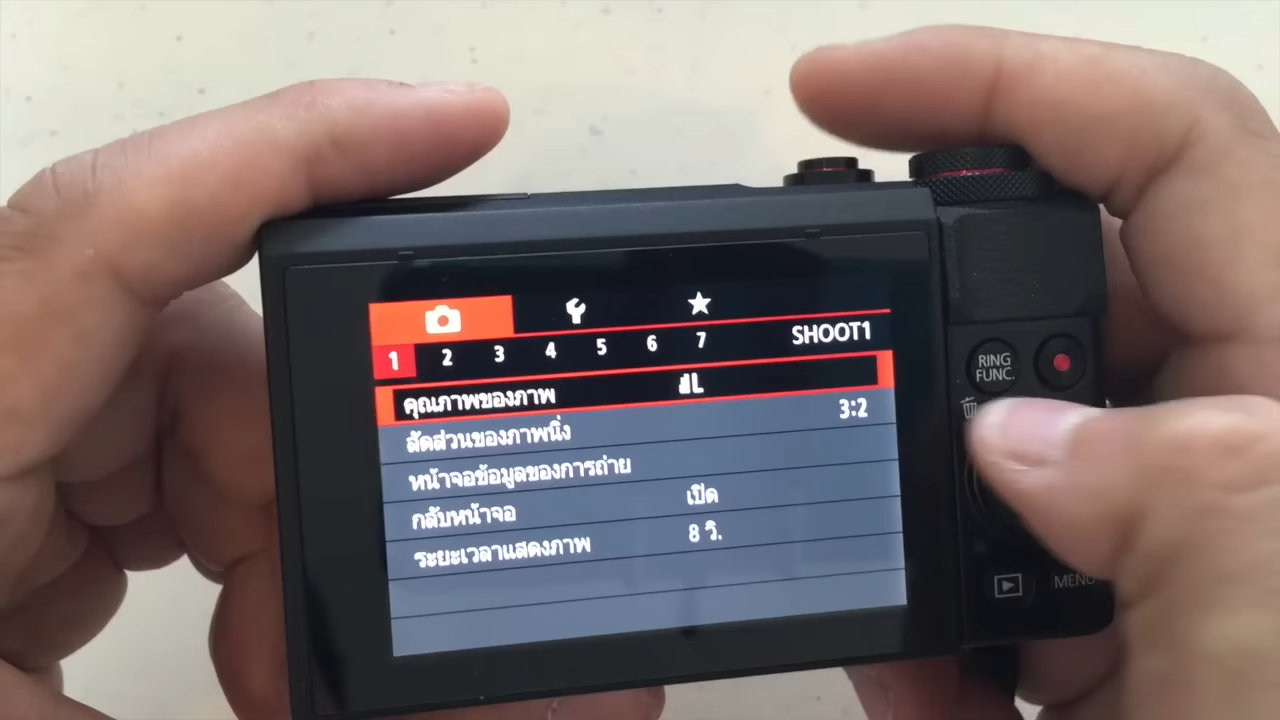 SHOOT1
1 2 3 4 5 6 7
คุณภาพของภาพ L
สัดส่วนของภาพนิ่ง 3:2
หน้าจอข้อมูลของการถ่าย
กลับหน้าจอ เปิด
ระยะเวลาแสดงภาพ 8 วิ.
RING
FUNC.
MENU